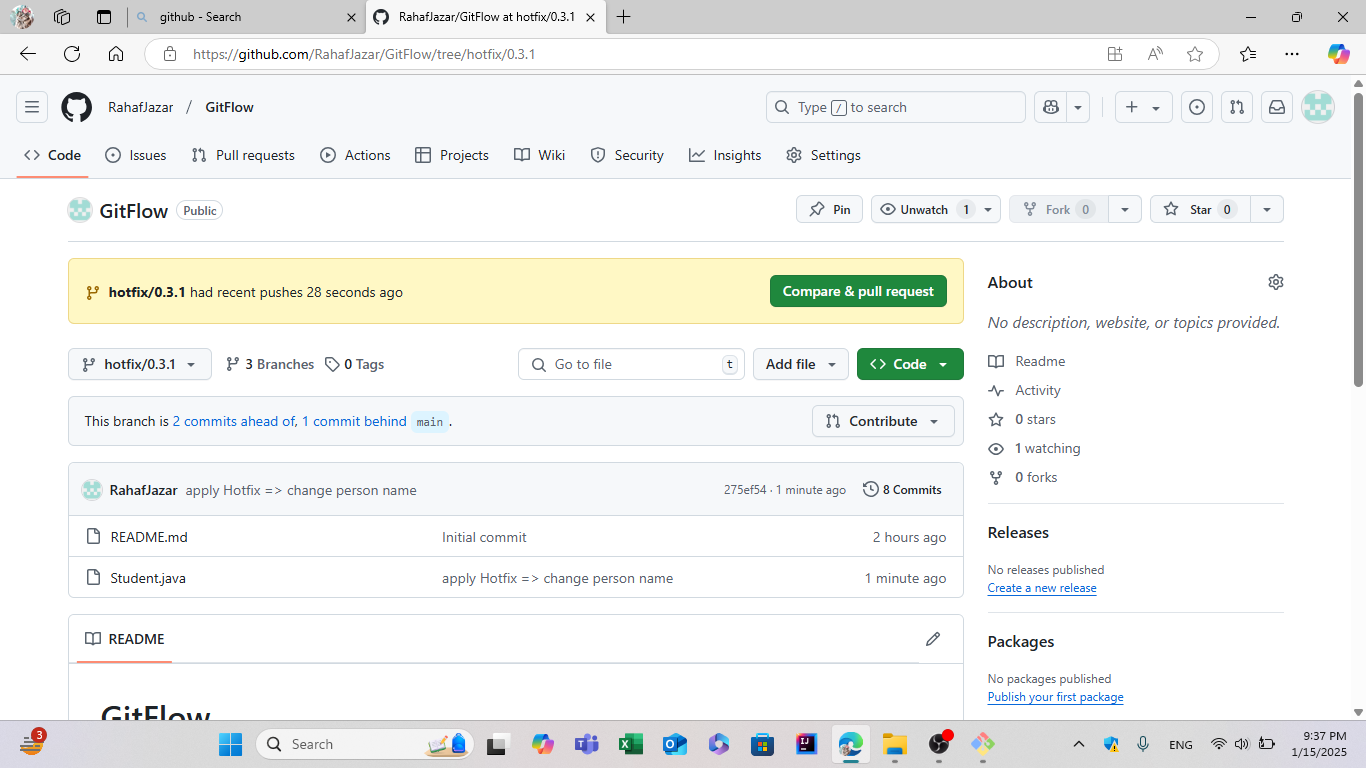 github - Search
RahafJazar/GitFlow at hotfix/0.3.1
https://github.com/RahafJazar/GitFlow/tree/hotfix/0.3.1
RahafJazar / GitFlow
Type / to search
Code Issues Pull requests Actions Projects Wiki Security Insights Settings
GitFlow Public
Pin Unwatch 1 Fork 0 Star 0
hotfix/0.3.1 had recent pushes 28 seconds ago
Compare & pull request
hotfix/0.3.1 3 Branches 0 Tags
Go to file t Add file Code
This branch is 2 commits ahead of, 1 commit behind main .
Contribute
RahafJazar apply Hotfix => change person name 275ef54 · 1 minute ago 8 Commits
README.md Initial commit 2 hours ago
Student.java apply Hotfix => change person name 1 minute ago
README
GitFlow
About
No description, website, or topics provided.
Readme
Activity
0 stars
1 watching
0 forks
Releases
No releases published
Create a new release
Packages
No packages published
Publish your first package
3
Search
ENG
9:37 PM
1/15/2025